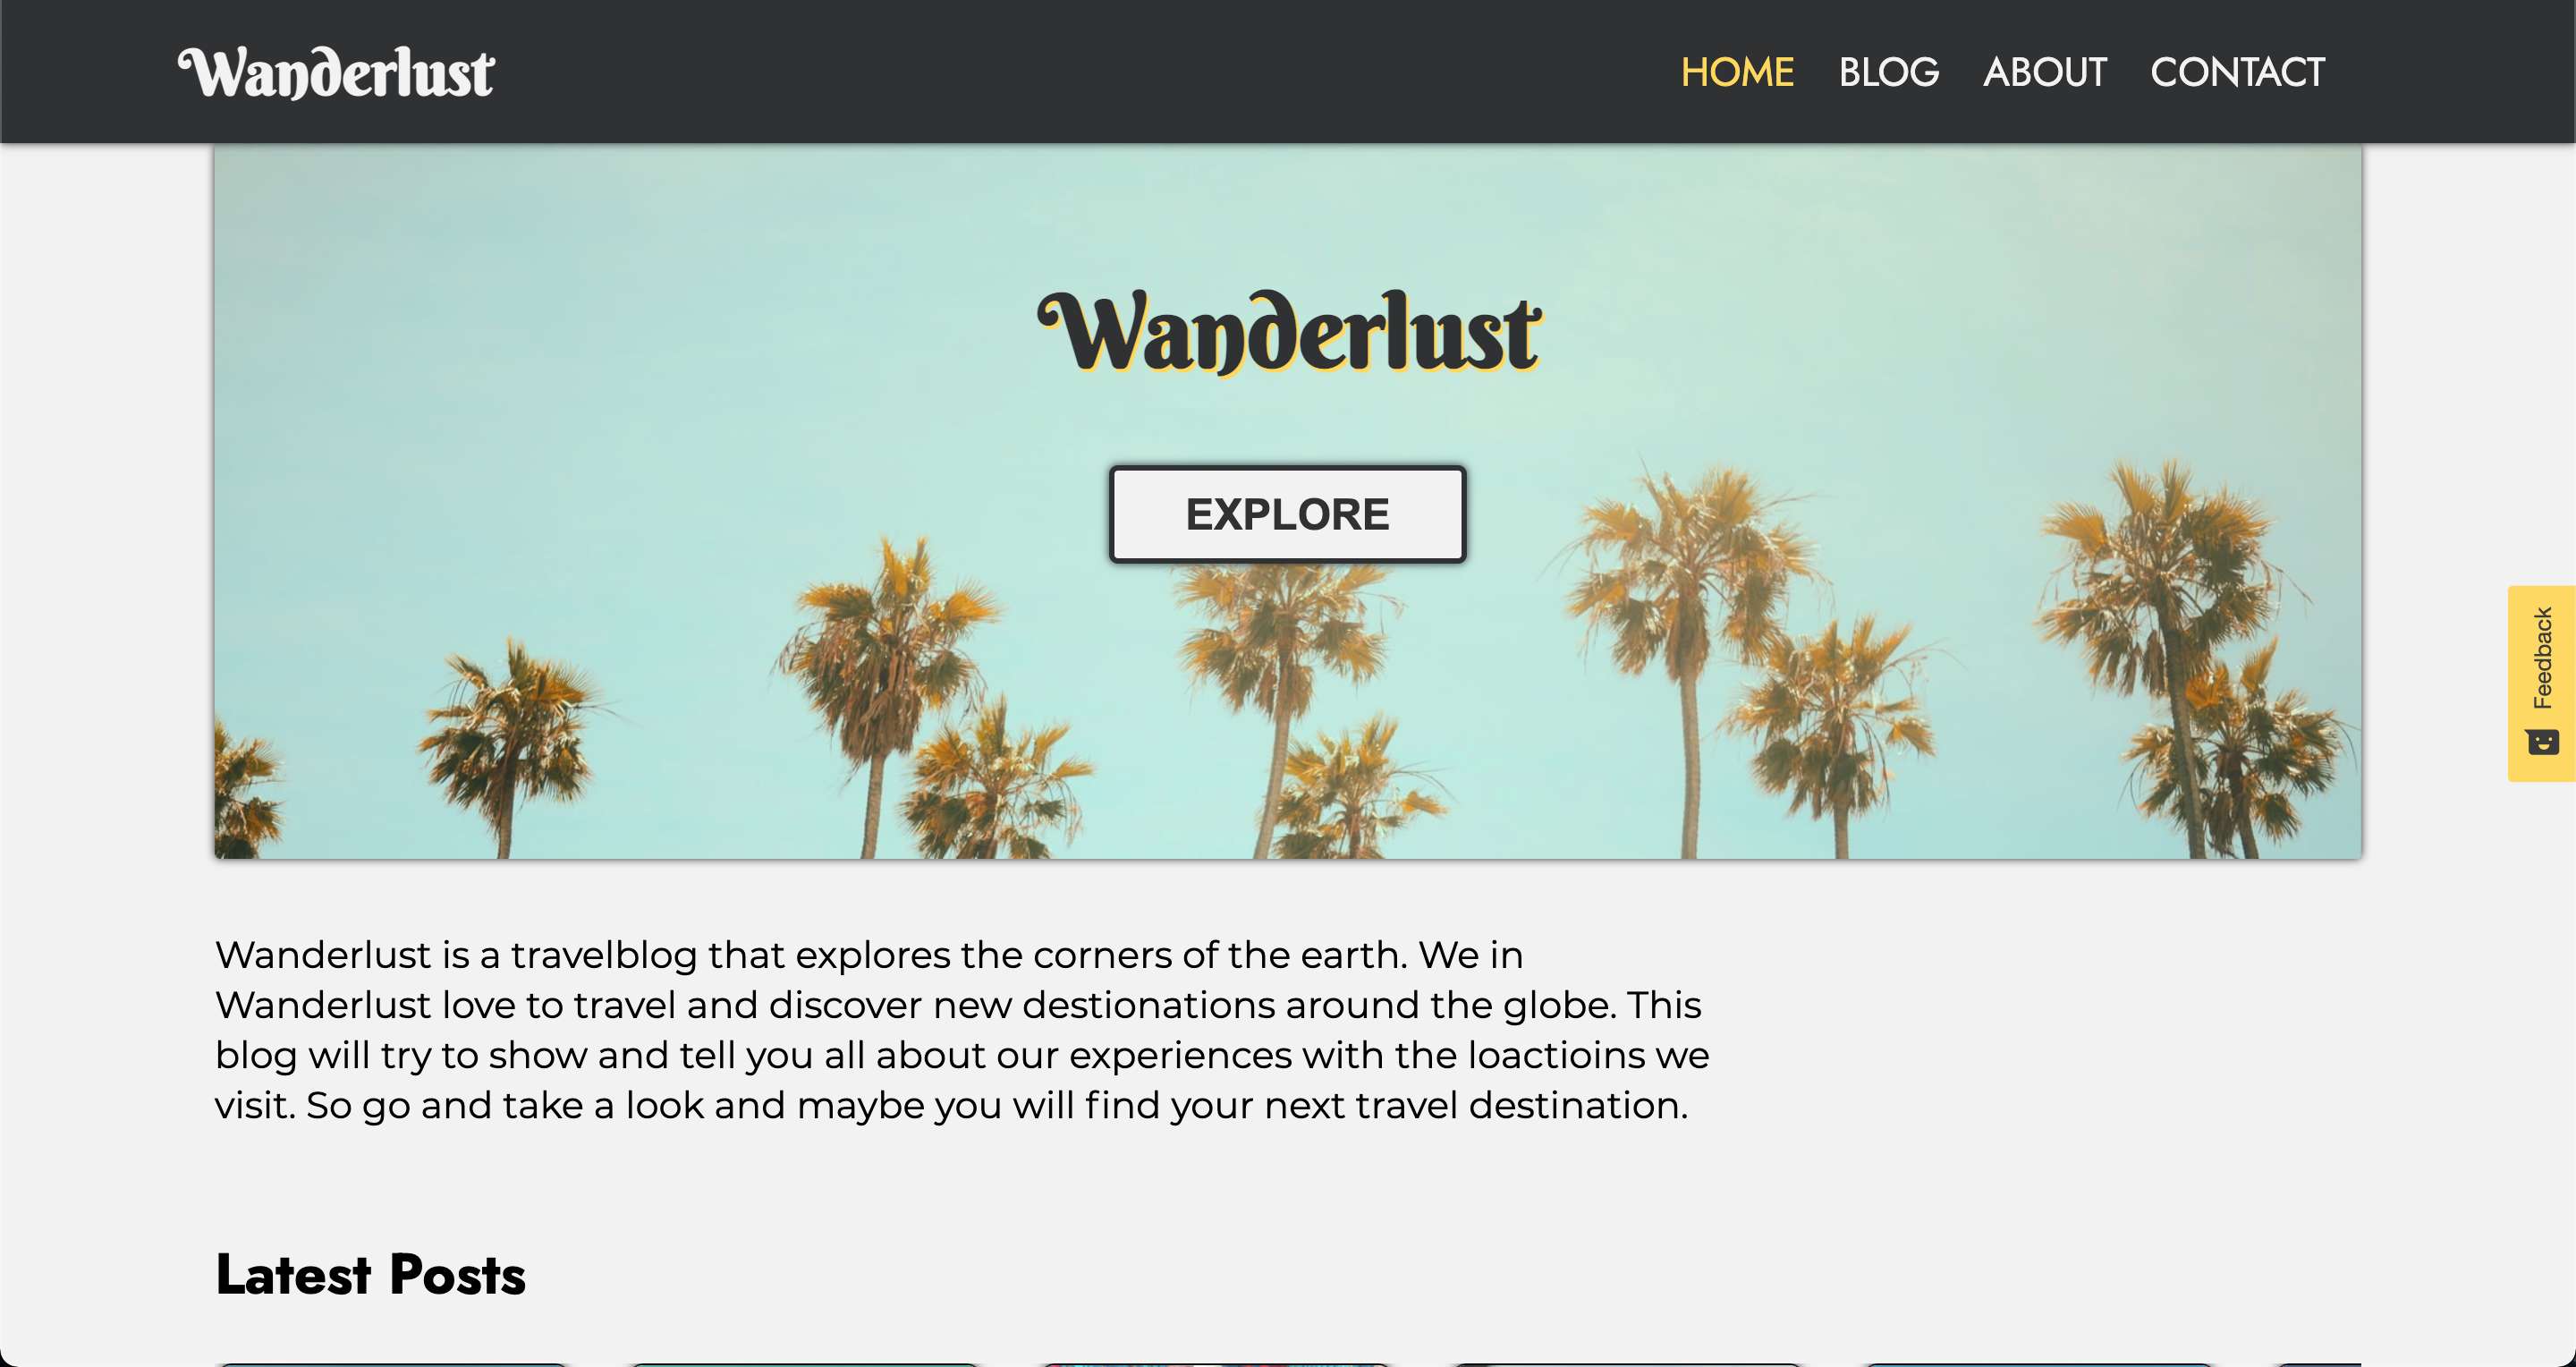 Wanderlust
HOME BLOG ABOUT CONTACT
Wanderlust
EXPLORE
Feedback
Wanderlust is a travelblog that explores the corners of the earth. We in
Wanderlust love to travel and discover new destionations around the globe. This
blog will try to show and tell you all about our experiences with the loactioins we
visit. So go and take a look and maybe you will find your next travel destination.
Latest Posts